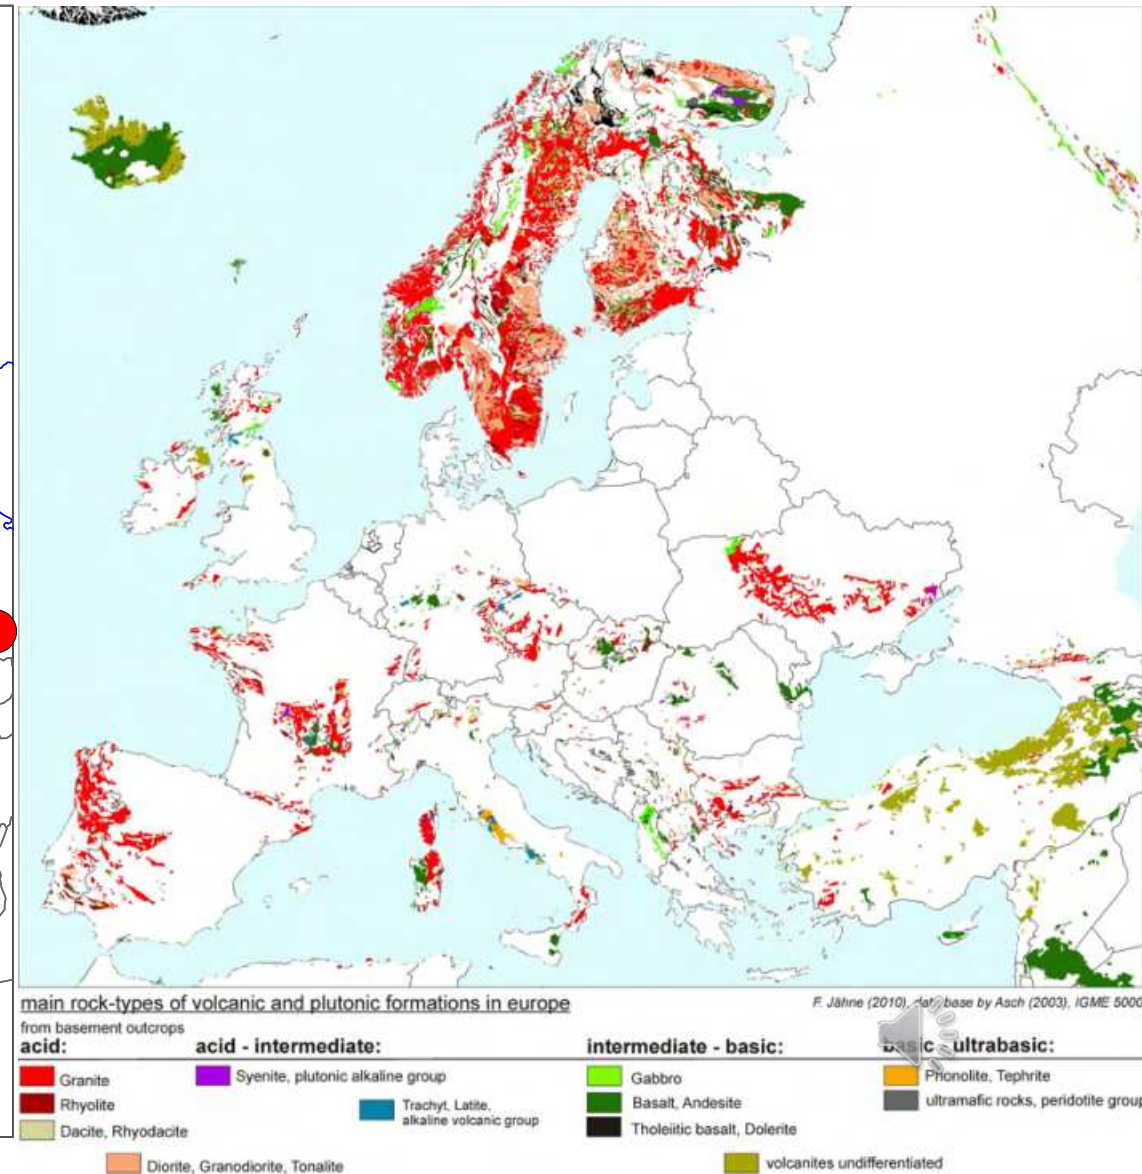 main rock-types of volcanic and plutonic formations in europe
F. Jähne (2010), database by Asch (2003), IGME 5000
from basement outcrops
acid:
acid - intermediate:
intermediate - basic:
basic - ultrabasic:
Granite
Syenite, plutonic alkaline group
Gabbro
Phonolite, Tephrite
Rhyolite
Trachyt, Latite,
alkaline volcanic group
Basalt, Andesite
ultramafic rocks, peridotite group
Dacite, Rhyodacite
Tholeiitic basalt, Dolerite
Diorite, Granodiorite, Tonalite
volcanites undifferentiated